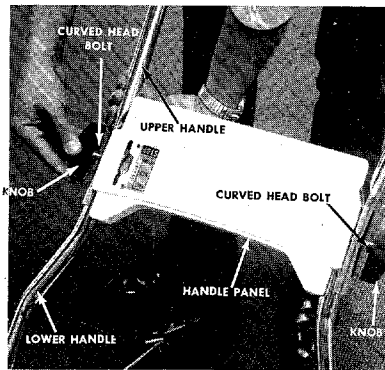 CURVED HEAD
BOLT
UPPER HANDLE
KNOB
CURVED HEAD BOLT
HANDLE PANEL
LOWER HANDLE
KNOB